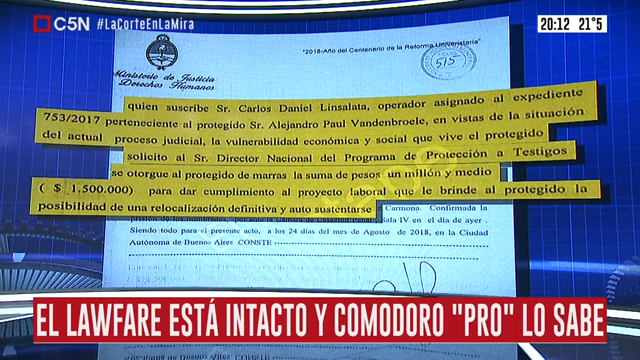 C5N #LaCorteEnLaMira 20:12 21°5
"2018-Año del Centenario de la Reforma Universitaria"
515
Ministerio de Justicia
Derechos Humanos
quien suscribe Sr. Carlos Daniel Linsalata, operador asignado al expediente
753/2017 perteneciente al protegido Sr. Alejandro Paul Vandenbroele, en vistas de la situación
del actual proceso judicial, la vulnerabilidad económica y social que vive el protegido
solicito al Sr. Director Nacional del Programa de Protección a Testigos
se otorgue al protegido de marras la suma de pesos un millón y medio
( $ 1,500.000) para dar cumplimiento al proyecto laboral que le brinde al protegido la
posibilidad de una relocalización definitiva y auto sustentarse
Carmona. Confirmada la
prisión de los nombrados, Sala IV en el día de ayer.
Siendo todo para el presente acto, a los 24 días del mes de Agosto de 2018, en la Ciudad
Autónoma de Buenos Aires. CONSTE
EL LAWFARE ESTÁ INTACTO Y COMODORO "PRO" LO SABE